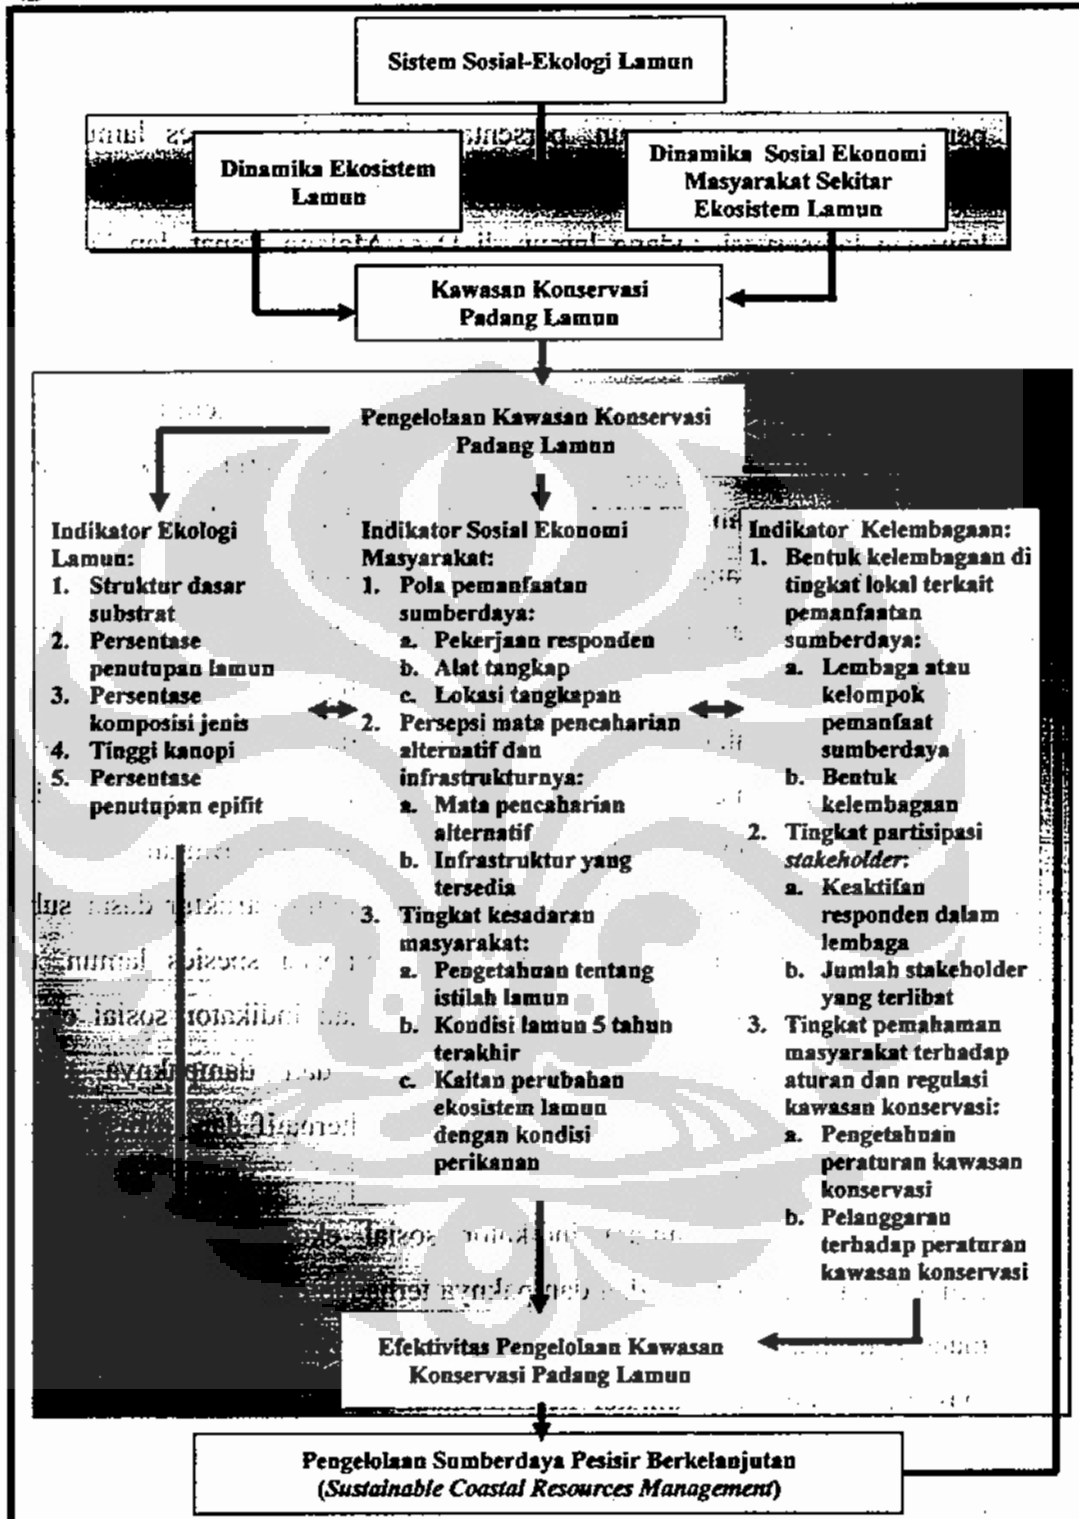 Sistem Sosial-Ekologi Lamun
Dinamika Ekosistem
Lamun
Dinamika Sosial Ekonomi
Masyarakat Sekitar
Ekosistem Lamun
Kawasan Konservasi
Padang Lamun
Pengelolaan Kawasan Konservasi
Padang Lamun
Indikator Ekologi
Lamun:
1. Struktur dasar
substrat
2. Persentase
penutupan lamun
3. Persentase
komposisi jenis
4. Tinggi kanopi
5. Persentase
penutupan epifit
Indikator Sosial Ekonomi
Masyarakat:
1. Pola pemanfaatan
sumberdaya:
a. Pekerjaan responden
b. Alat tangkap
c. Lokasi tangkapan
2. Persepsi mata pencaharian
alternatif dan
infrastrukturnya:
a. Mata pencaharian
alternatif
b. Infrastruktur yang
tersedia
3. Tingkat kesadaran
masyarakat:
a. Pengetahuan tentang
istilah lamun
b. Kondisi lamun 5 tahun
terakhir
c. Kaitan perubahan
ekosistem lamun
dengan kondisi
perikanan
Indikator Kelembagaan:
1. Bentuk kelembagaan di
tingkat lokal terkait
pemanfaatan
sumberdaya:
a. Lembaga atau
kelompok
pemanfaat
sumberdaya
b. Bentuk
kelembagaan
2. Tingkat partisipasi
stakeholder:
a. Keaktifan
responden dalam
lembaga
b. Jumlah stakeholder
yang terlibat
3. Tingkat pemahaman
masyarakat terhadap
aturan dan regulasi
kawasan konservasi:
a. Pengetahuan
peraturan kawasan
konservasi
b. Pelanggaran
terhadap peraturan
kawasan konservasi
Efektivitas Pengelolaan Kawasan
Konservasi Padang Lamun
Pengelolaan Sumberdaya Pesisir Berkelanjutan
(Sustainable Coastal Resources Management)